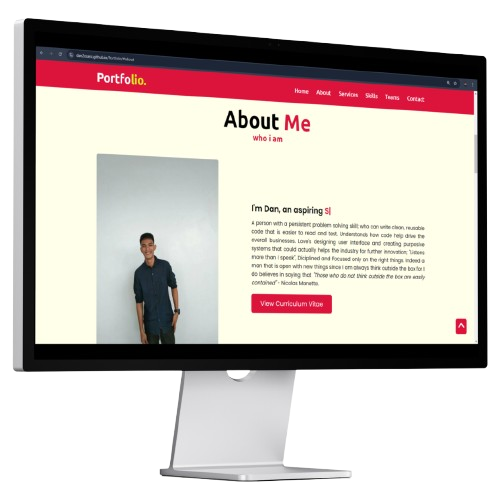 Portfolio.
Home About Services Skills Teams Contact
About Me
who i am
I'm Dan, an aspiring S
A person with a persistent problem solving skill who can write clean, reusable
code that is easier to read and test. Understands how code help drive the
overall businesses. Love's designing user interface and creating purposive
systems that could actually helps the industry for further innovation; "Listens
more than I speak". Diciplined and focused only on the right things. Indeed a
man that is open with new things since I am always think outside the box for I
do believes in saying that "Those who do not think outside the box are easily
contained" - Nicolas Manetta.
View Curriculum Vitae